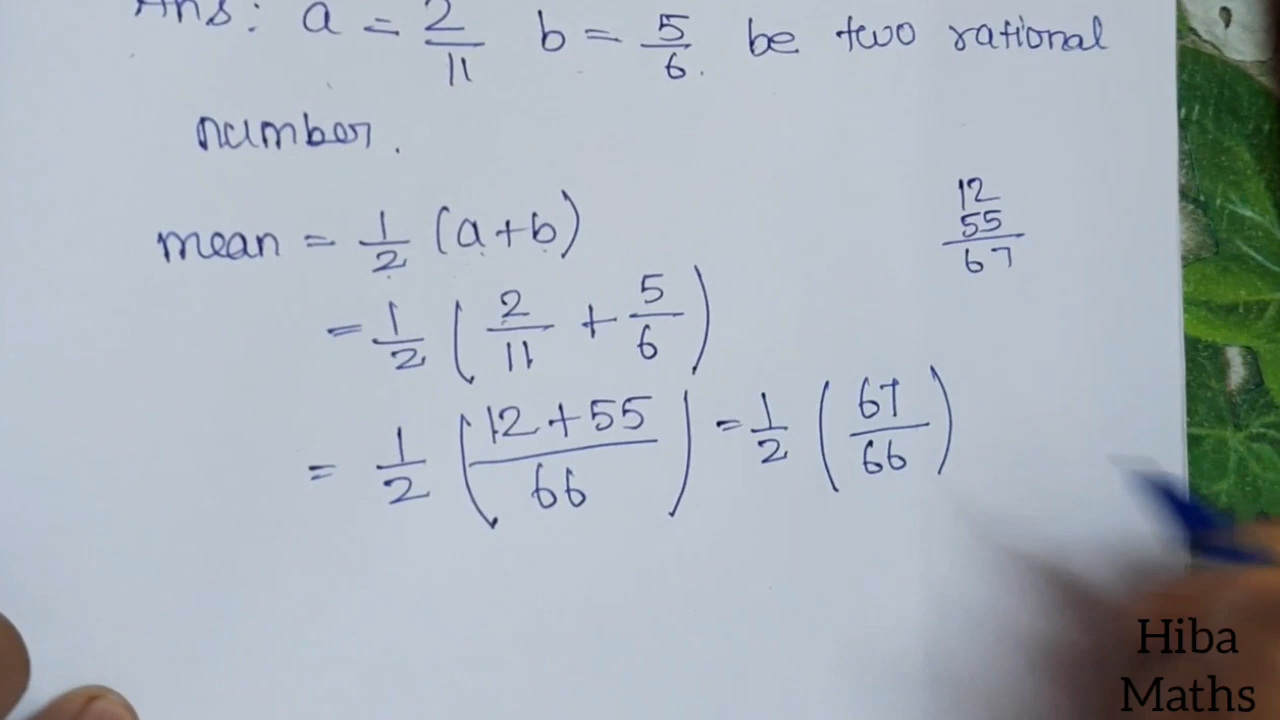 Ans: a = 2/11 b = 5/6. be two rational
number.
mean = 1/2 (a+b)
= 1/2 (2/11 + 5/6)
= 1/2 (12+55/66) = 1/2 (67/66)
12
55
67
Hiba
Maths